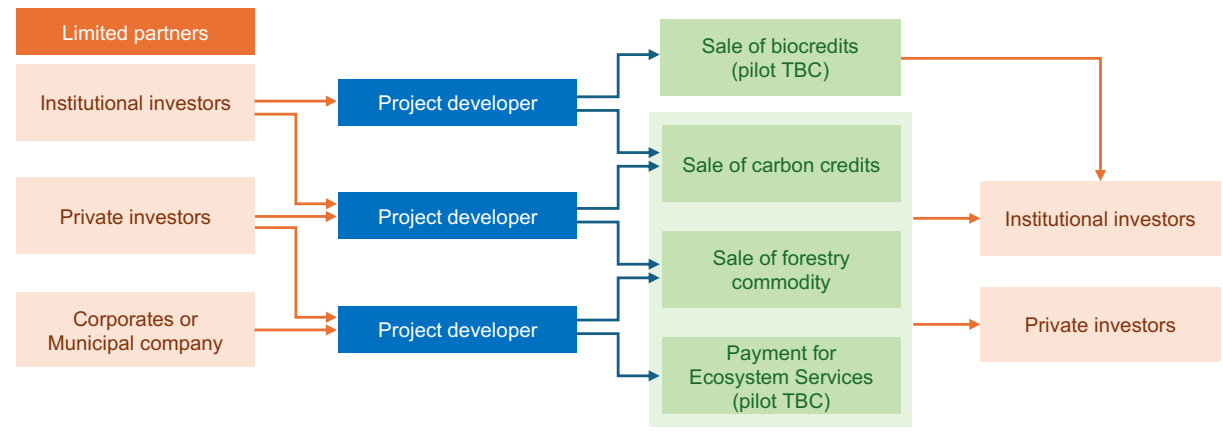 Limited partners
Institutional investors
Private investors
Corporates or
Municipal company
Project developer
Project developer
Project developer
Sale of biocredits
(pilot TBC)
Sale of carbon credits
Sale of forestry
commodity
Payment for
Ecosystem Services
(pilot TBC)
Institutional investors
Private investors